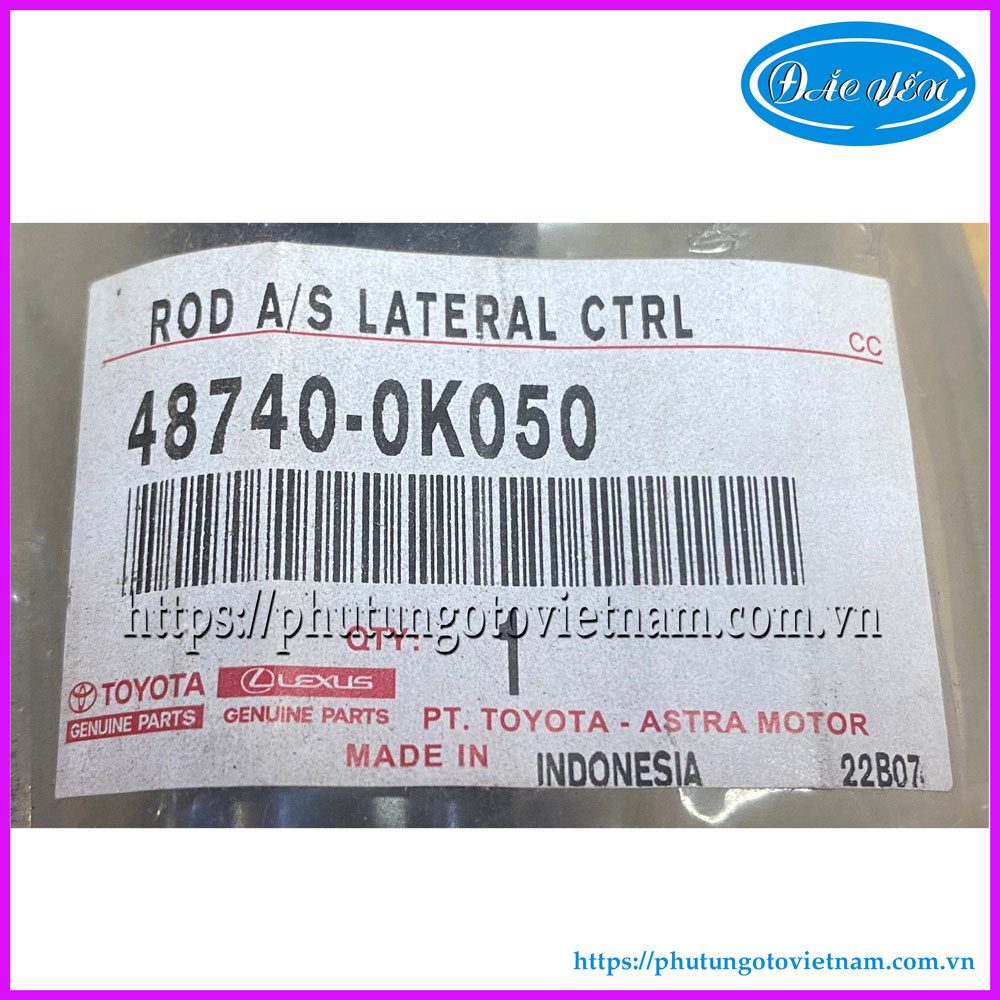 ĐẮC YẾN
ROD A/S LATERAL CTRL
CC
48740-0K050
https://phutungotovietnam.com.vn
QTY: 1
TOYOTA
GENUINE PARTS
LEXUS
GENUINE PARTS
PT. TOYOTA - ASTRA MOTOR
MADE IN INDONESIA
22B07
https://phutungotovietnam.com.vn